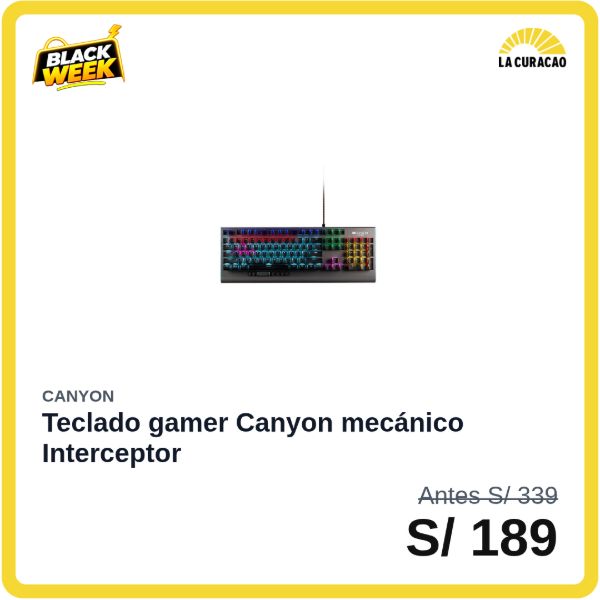 BLACK
WEEK
LA CURACAO
CANYON
Teclado gamer Canyon mecánico
Interceptor
Antes S/ 339
S/ 189